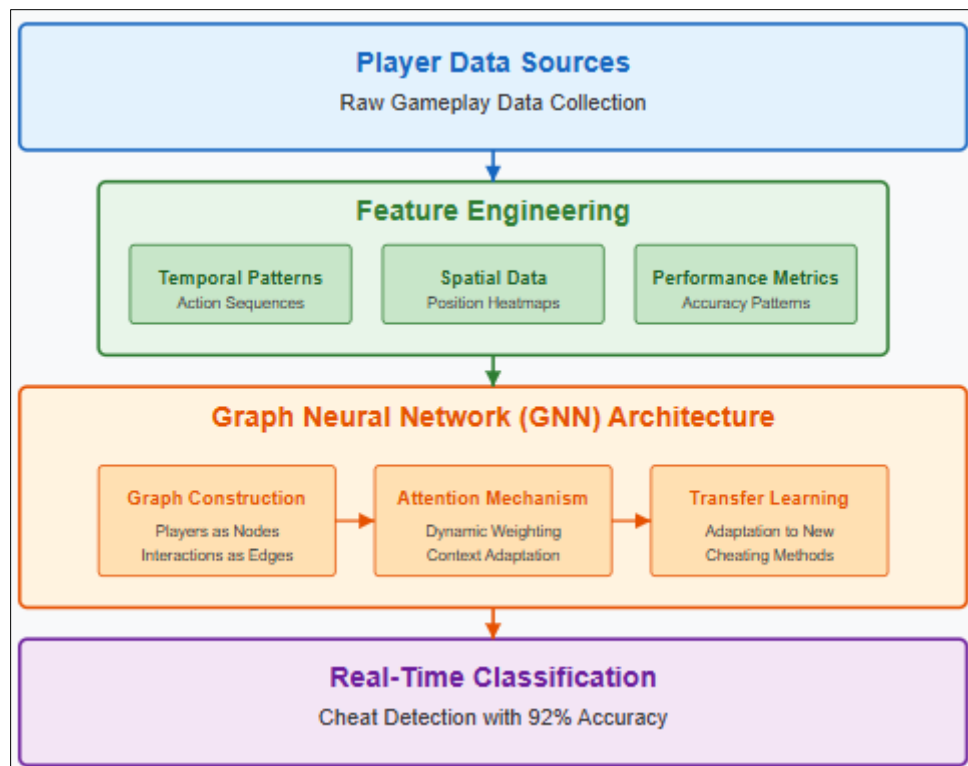 Player Data Sources
Raw Gameplay Data Collection
Feature Engineering
Temporal Patterns
Action Sequences
Spatial Data
Position Heatmaps
Performance Metrics
Accuracy Patterns
Graph Neural Network (GNN) Architecture
Graph Construction
Players as Nodes
Interactions as Edges
Attention Mechanism
Dynamic Weighting
Context Adaptation
Transfer Learning
Adaptation to New
Cheating Methods
Real-Time Classification
Cheat Detection with 92% Accuracy